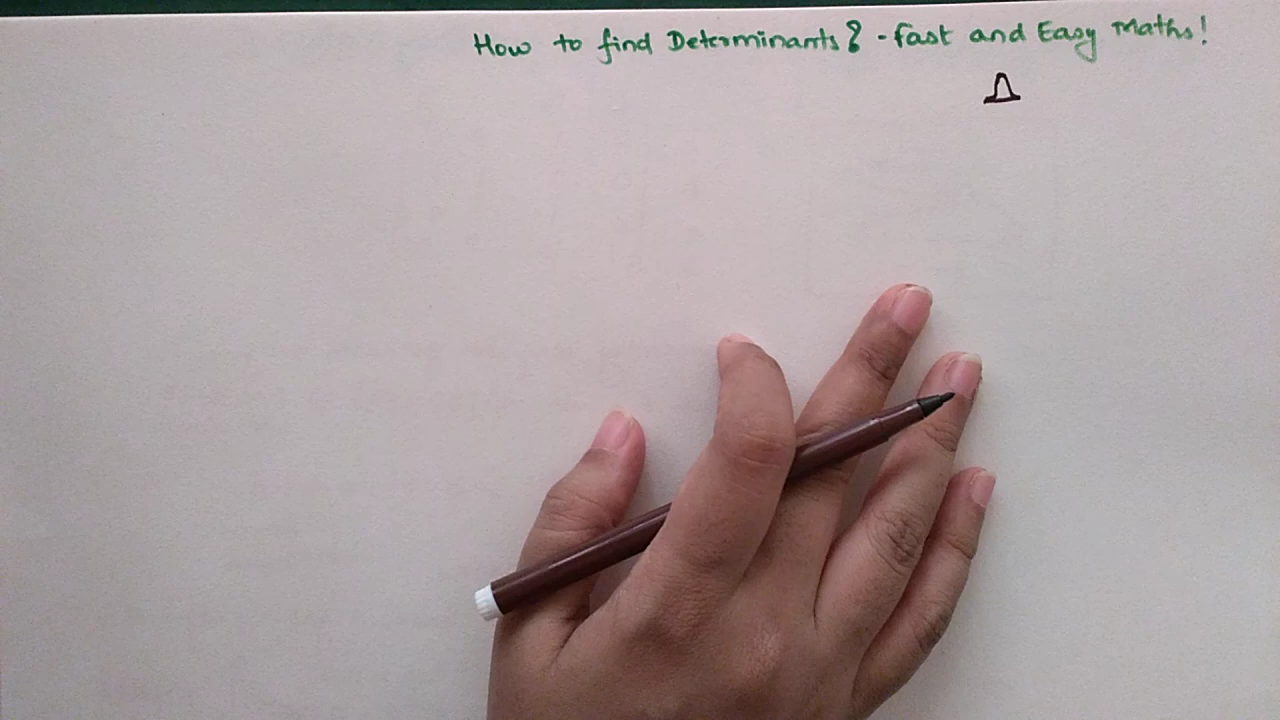 How to find Determinants? - Fast and Easy Maths!
Δ